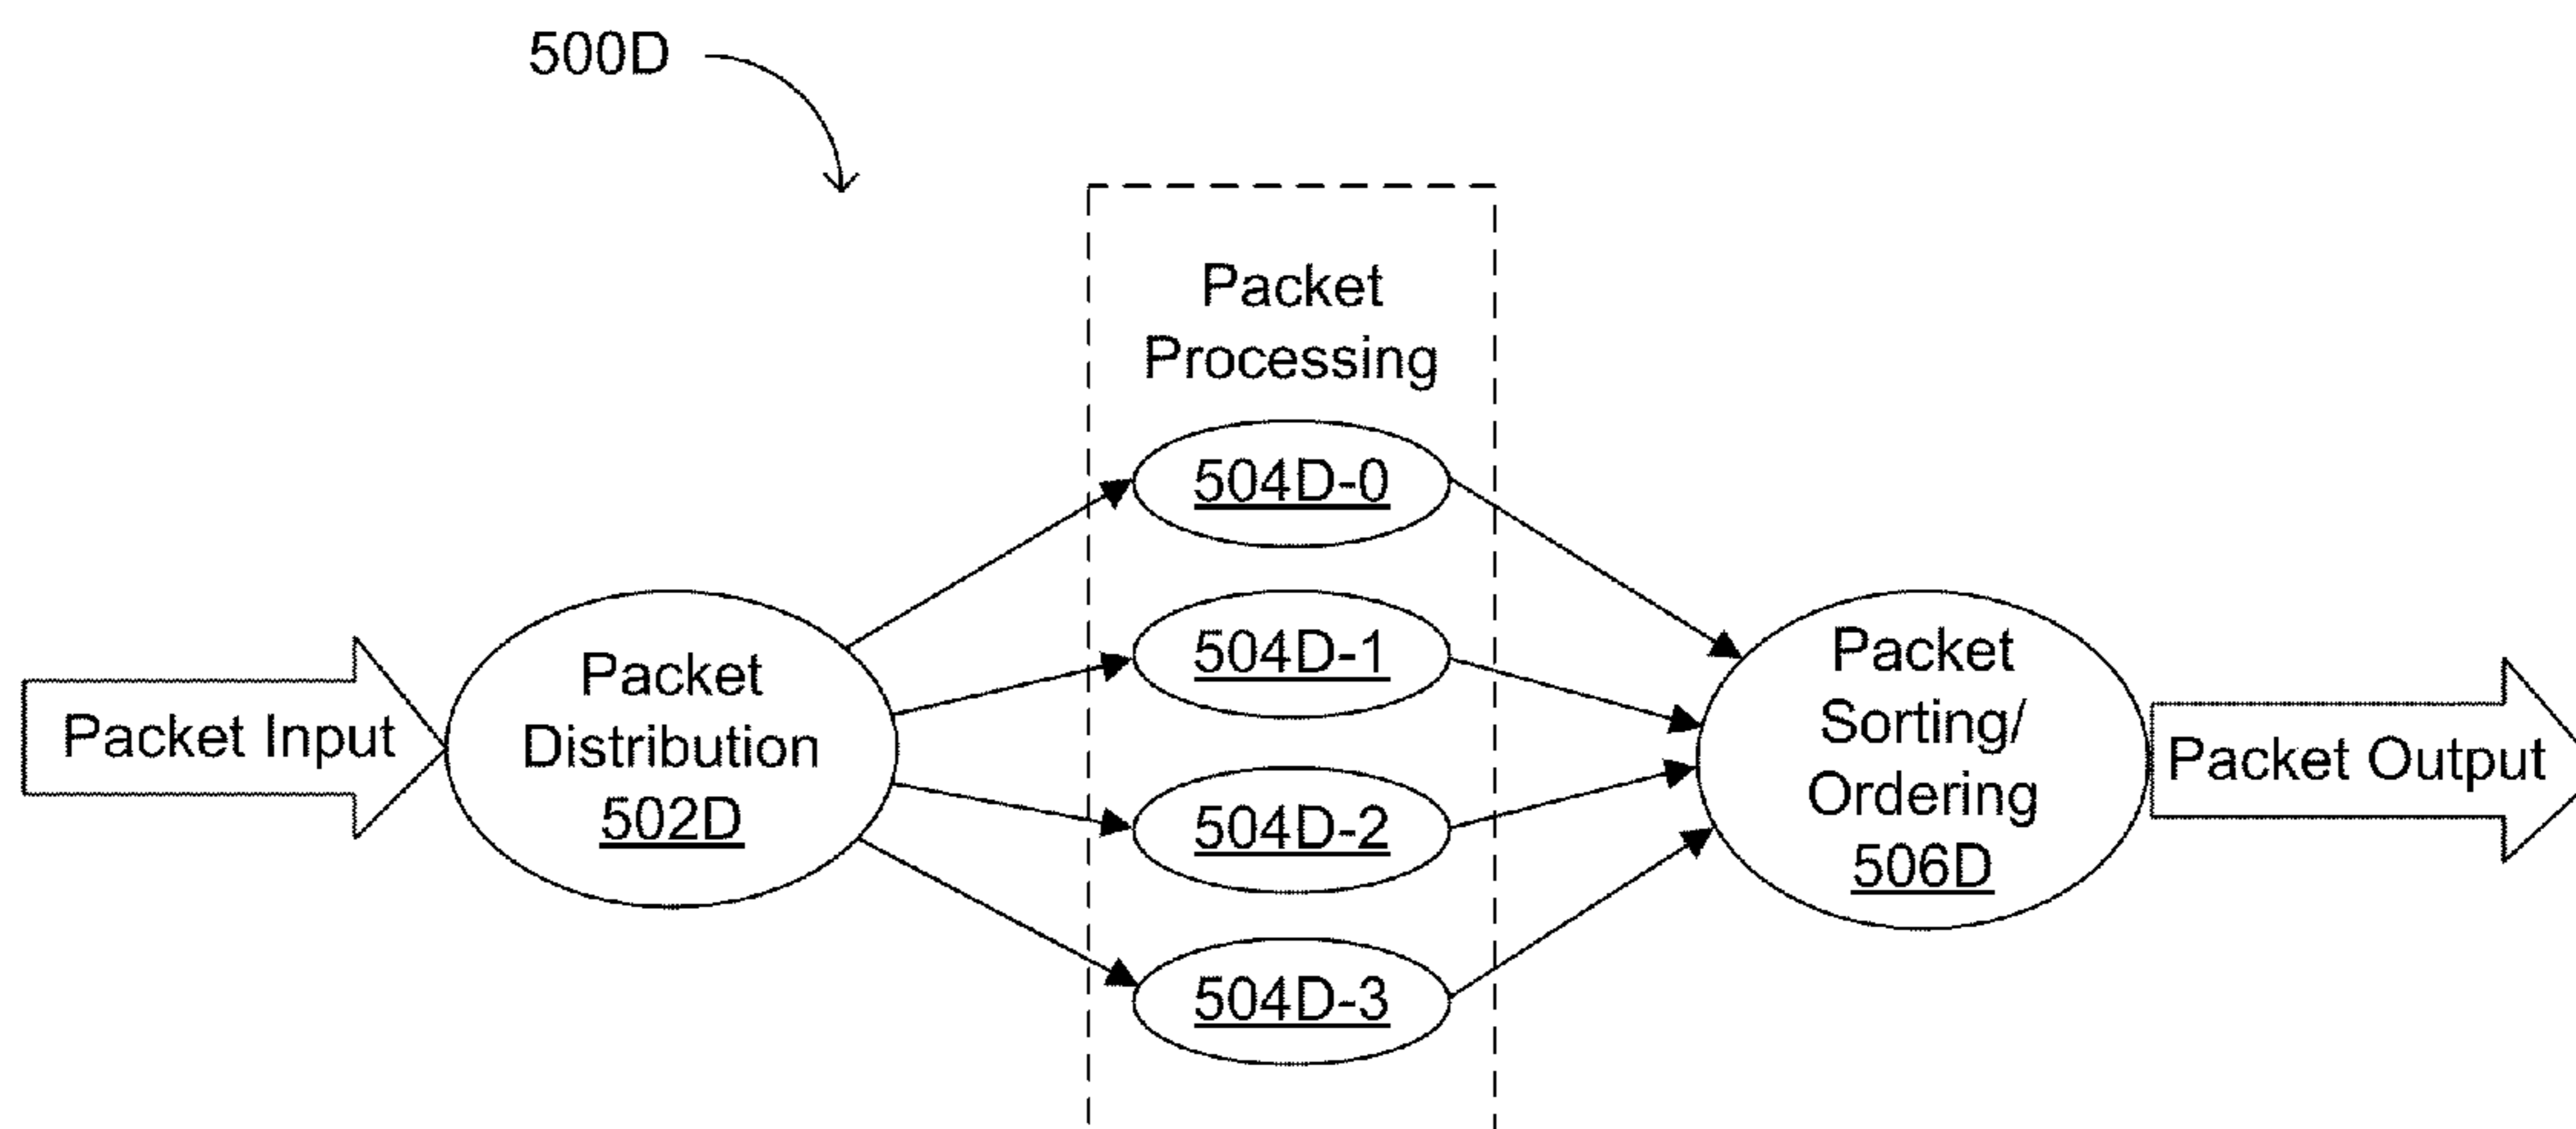 500D
Packet
Processing
504D-0
504D-1
504D-2
504D-3
Packet Input
Packet
Distribution
502D
Packet
Sorting/
Ordering
506D
Packet Output